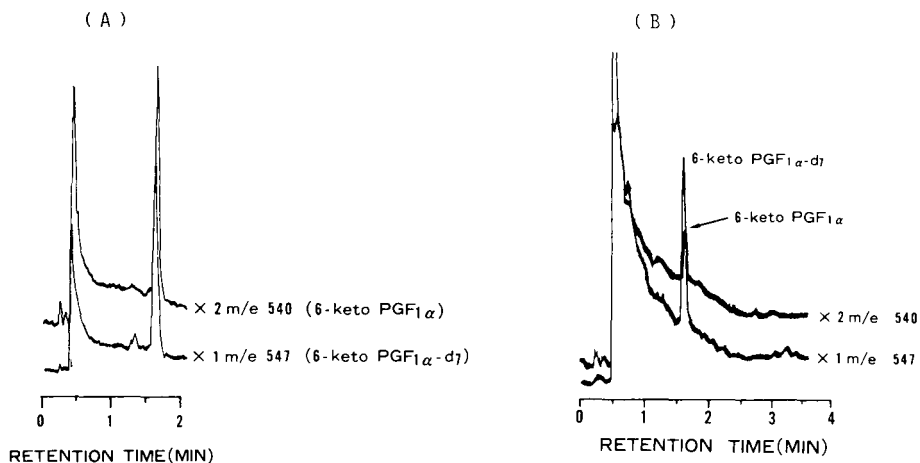 ( A )
× 2 m/e 540 (6-keto PGF1α)
× 1 m/e 547 (6-keto PGF1α-d7)
0 1 2
RETENTION TIME(MIN)
( B )
6-keto PGF1α-d7
6-keto PGF1α
× 2 m/e 540
× 1 m/e 547
0 1 2 3 4
RETENTION TIME(MIN)